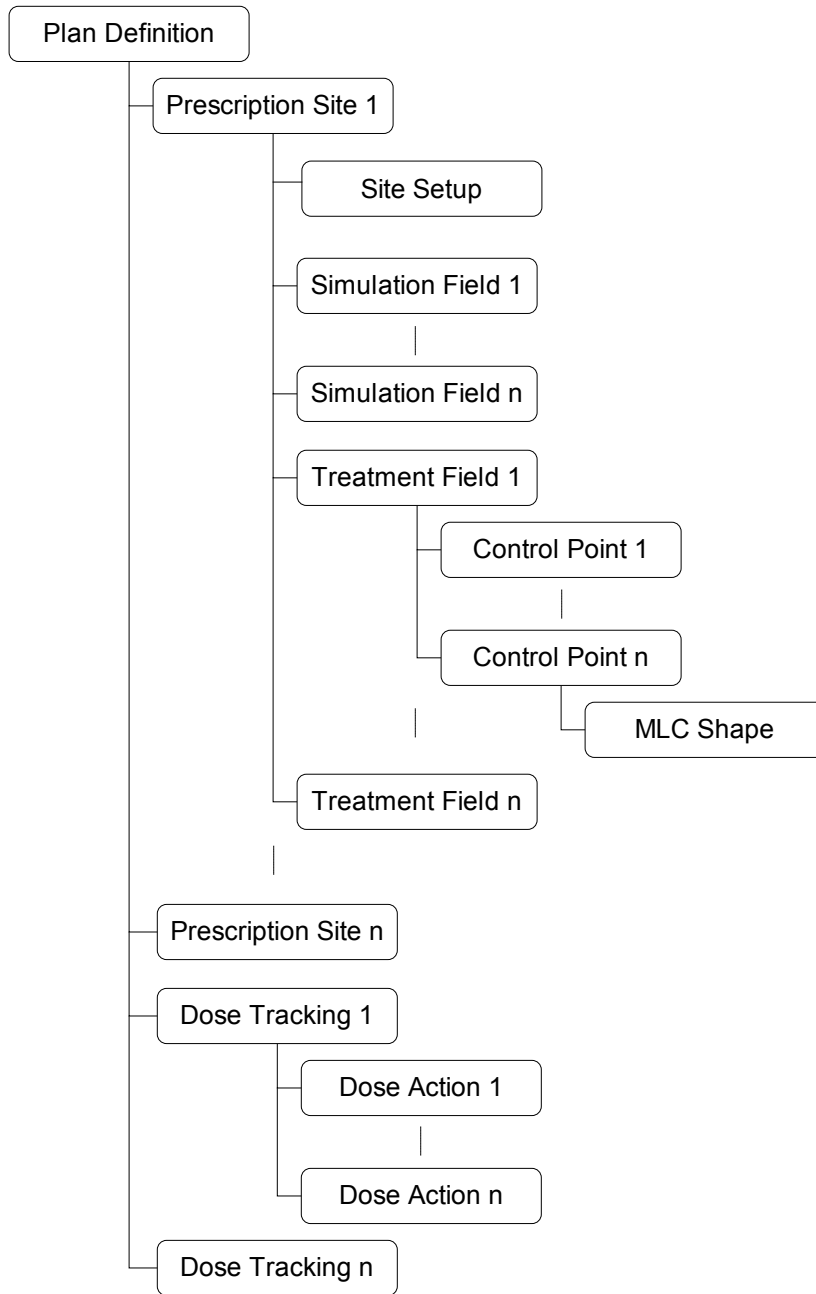 Plan Definition
Prescription Site 1
Site Setup
Simulation Field 1
Simulation Field n
Treatment Field 1
Control Point 1
Control Point n
MLC Shape
Treatment Field n
Prescription Site n
Dose Tracking 1
Dose Action 1
Dose Action n
Dose Tracking n